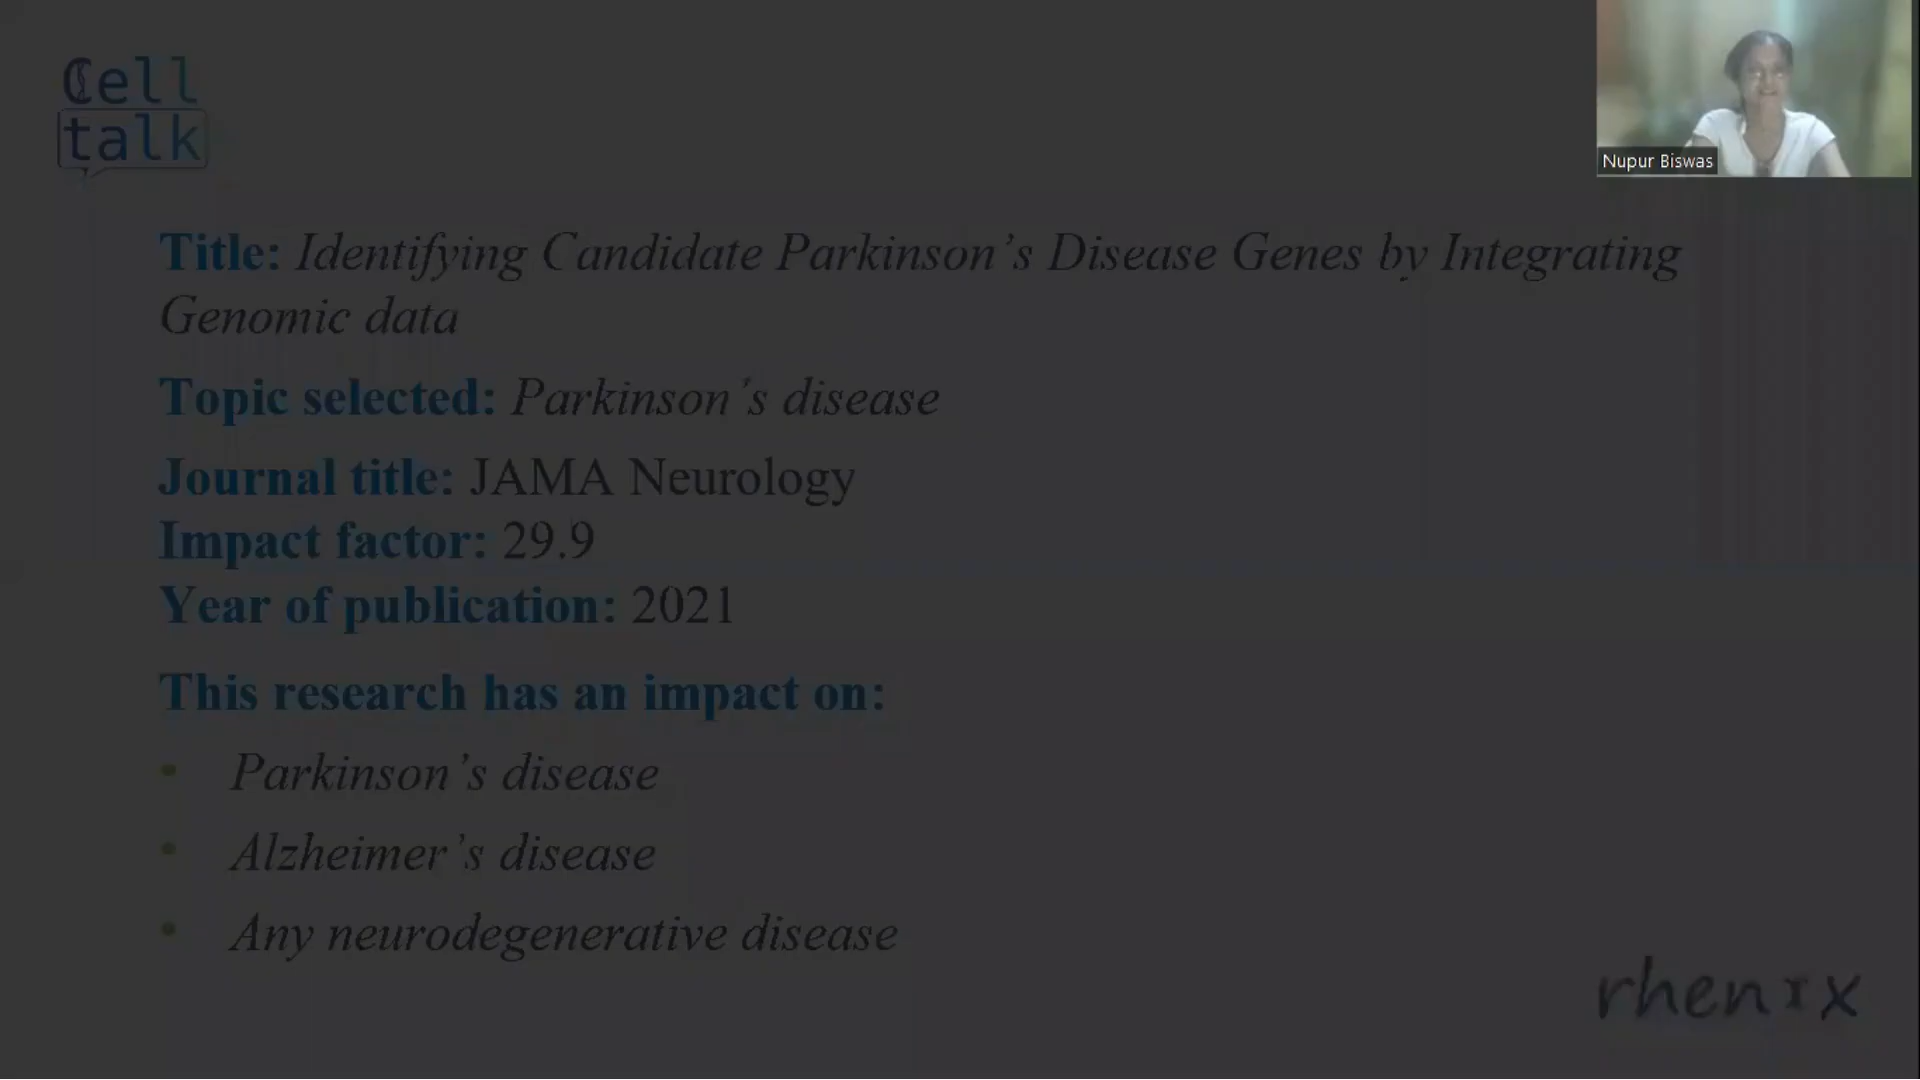 Cell
talk
Nupur Biswas
Title: Identifying Candidate Parkinson's Disease Genes by Integrating
Genomic data
Topic selected: Parkinson's disease
Journal title: JAMA Neurology
Impact factor: 29.9
Year of publication: 2021
This research has an impact on:
• Parkinson's disease
• Alzheimer's disease
• Any neurodegenerative disease
rhenix